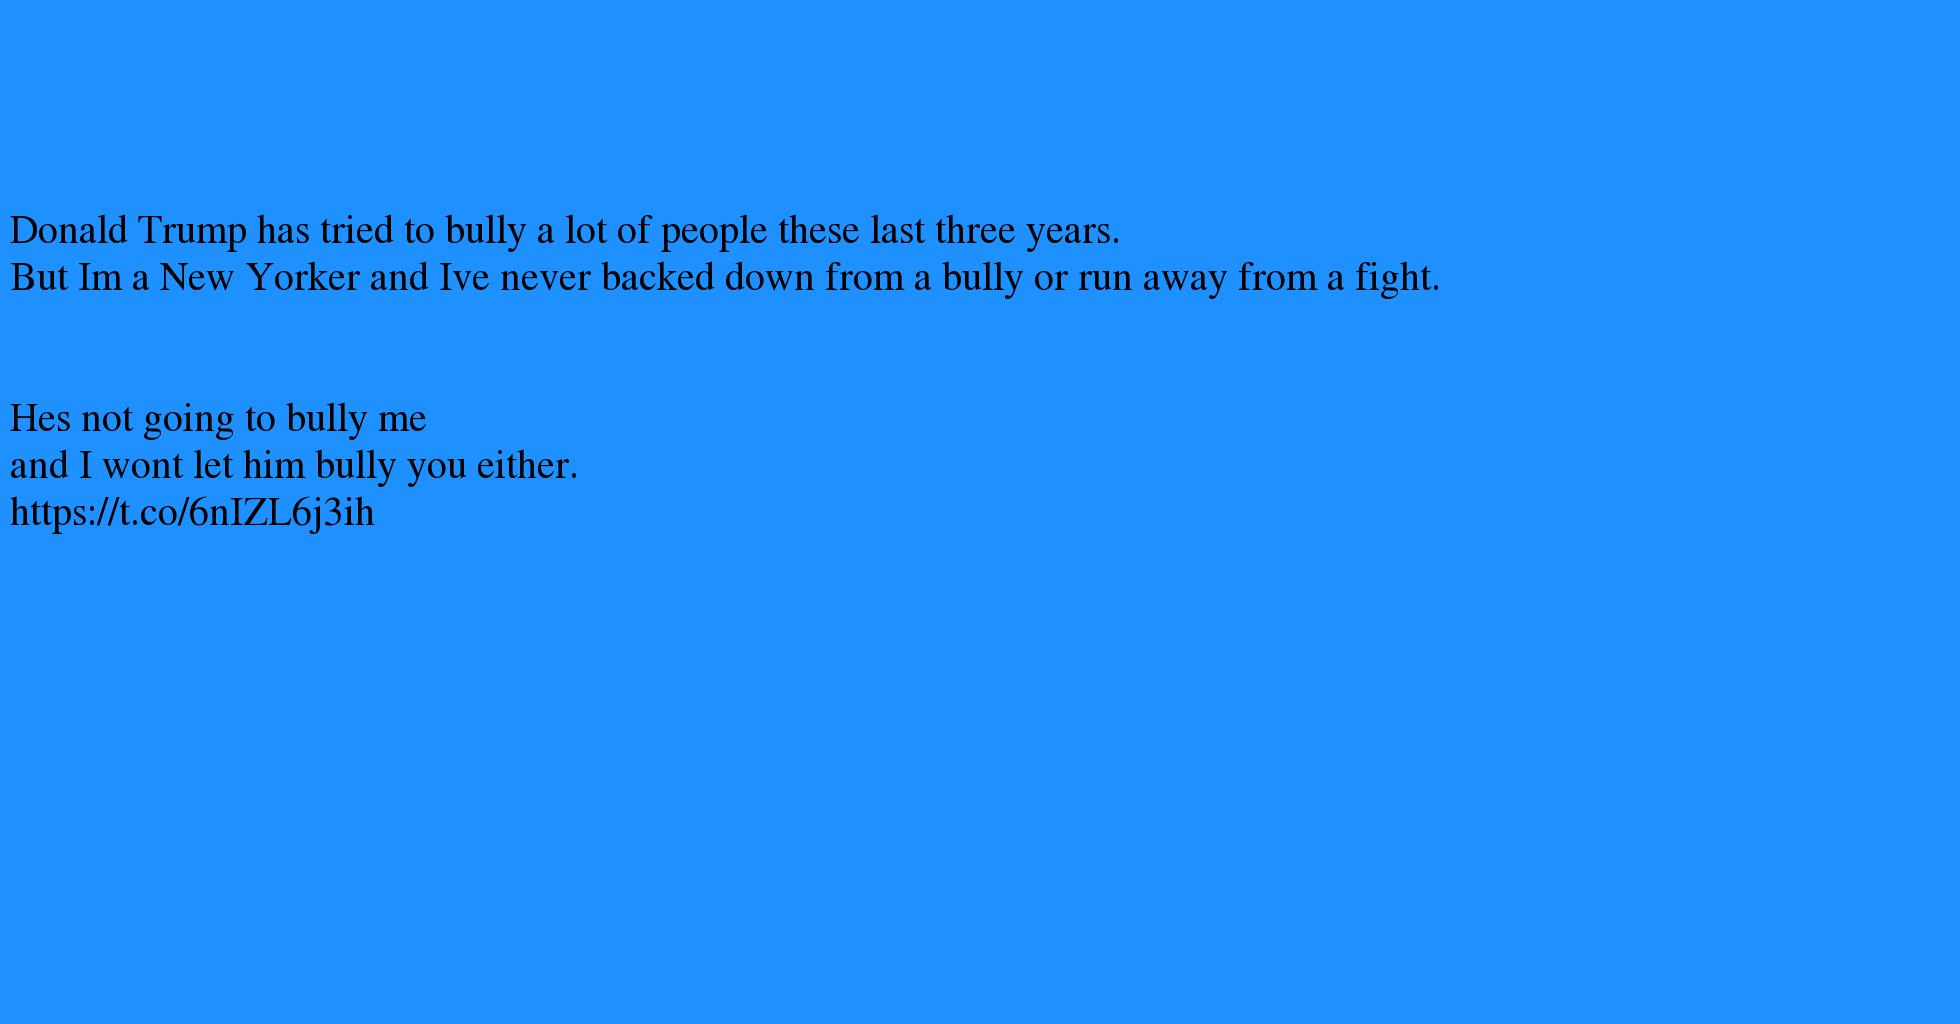 Donald Trump has tried to bully a lot of people these last three years.
But Im a New Yorker and Ive never backed down from a bully or run away from a fight.
Hes not going to bully me
and I wont let him bully you either.
https://t.co/6nIZL6j3ih